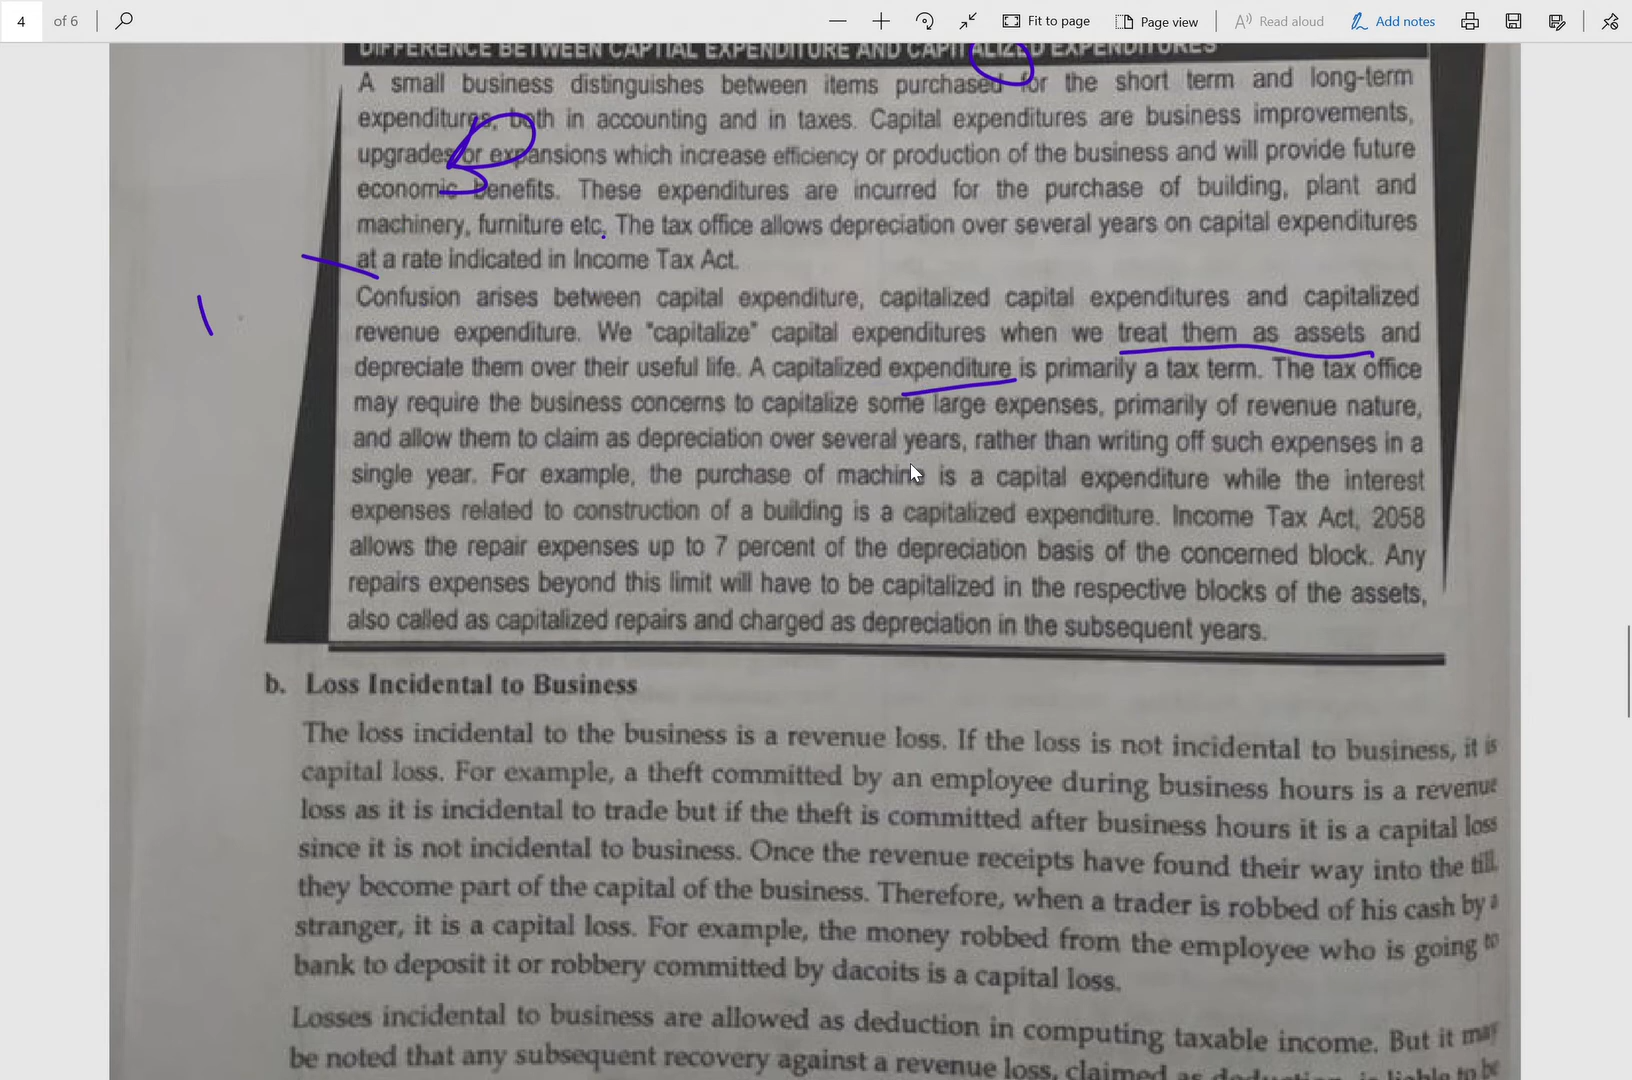 4 of 6
Fit to page
Page view
Read aloud
Add notes
DIFFERENCE BETWEEN CAPTIAL EXPENDITURE AND CAPITALIZED EXPENDITURES
A small business distinguishes between items purchased for the short term and long-term
expenditures, both in accounting and in taxes. Capital expenditures are business improvements,
upgrades or expansions which increase efficiency or production of the business and will provide future
economic benefits. These expenditures are incurred for the purchase of building, plant and
machinery, furniture etc. The tax office allows depreciation over several years on capital expenditures
at a rate indicated in Income Tax Act.
Confusion arises between capital expenditure, capitalized capital expenditures and capitalized
revenue expenditure. We "capitalize" capital expenditures when we treat them as assets and
depreciate them over their useful life. A capitalized expenditure is primarily a tax term. The tax office
may require the business concerns to capitalize some large expenses, primarily of revenue nature,
and allow them to claim as depreciation over several years, rather than writing off such expenses in a
single year. For example, the purchase of machine is a capital expenditure while the interest
expenses related to construction of a building is a capitalized expenditure. Income Tax Act, 2058
allows the repair expenses up to 7 percent of the depreciation basis of the concerned block. Any
repairs expenses beyond this limit will have to be capitalized in the respective blocks of the assets,
also called as capitalized repairs and charged as depreciation in the subsequent years.
b. Loss Incidental to Business
The loss incidental to the business is a revenue loss. If the loss is not incidental to business, it is
capital loss. For example, a theft committed by an employee during business hours is a revenue
loss as it is incidental to trade but if the theft is committed after business hours it is a capital loss
since it is not incidental to business. Once the revenue receipts have found their way into the till,
they become part of the capital of the business. Therefore, when a trader is robbed of his cash by a
stranger, it is a capital loss. For example, the money robbed from the employee who is going to
bank to deposit it or robbery committed by dacoits is a capital loss.
Losses incidental to business are allowed as deduction in computing taxable income. But it may
be noted that any subsequent recovery against a revenue loss, claimed as deduction, is liable to be